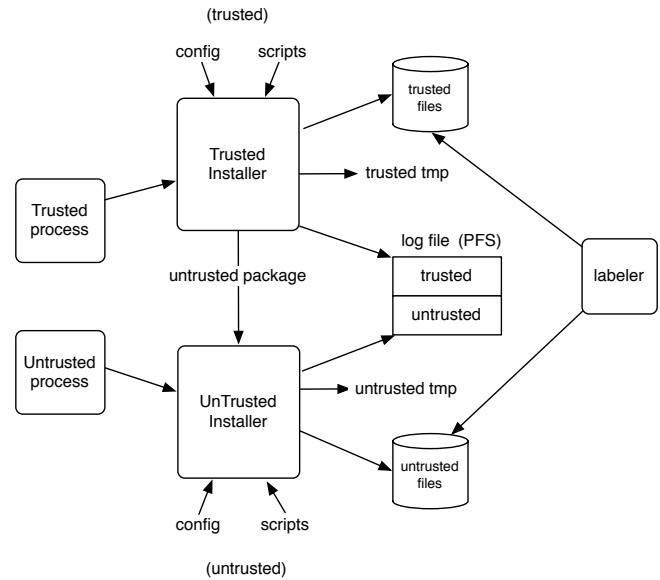 (trusted)
config scripts
trusted
files
Trusted
Installer
trusted tmp
Trusted
process
log file (PFS)
trusted
untrusted
labeler
untrusted package
Untrusted
process
UnTrusted
Installer
untrusted tmp
untrusted
files
config scripts
(untrusted)